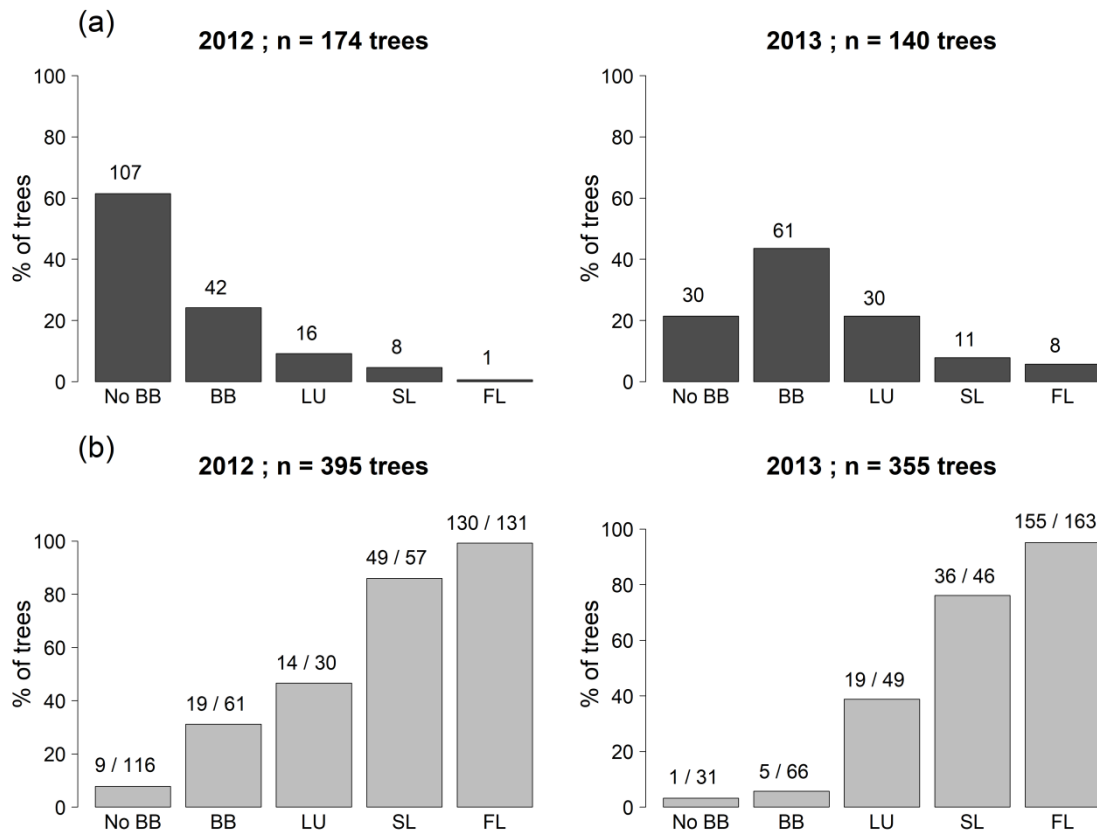 (a)
2012 ; n = 174 trees
% of trees
100
80
60
40
20
0
107
42
16
8
1
No BB BB LU SL FL
2013 ; n = 140 trees
% of trees
100
80
60
40
20
0
30
61
30
11
8
No BB BB LU SL FL
(b)
2012 ; n = 395 trees
% of trees
100
80
60
40
20
0
9 / 116
19 / 61
14 / 30
49 / 57
130 / 131
No BB BB LU SL FL
2013 ; n = 355 trees
% of trees
100
80
60
40
20
0
1 / 31
5 / 66
19 / 49
36 / 46
155 / 163
No BB BB LU SL FL